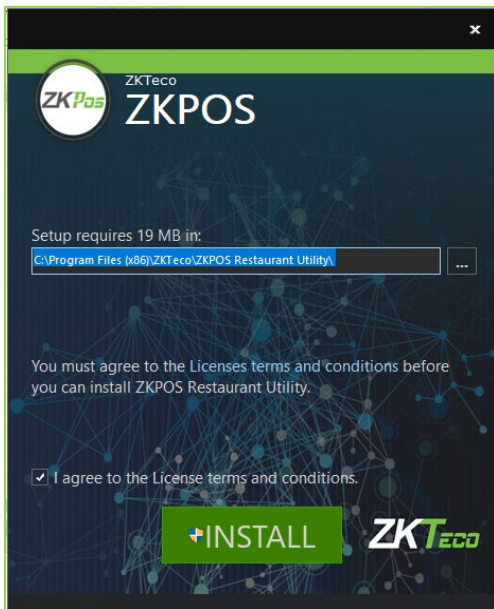 ZKPos
ZKTeco
ZKPOS
Setup requires 19 MB in:
C:\Program Files (x86)\ZKTeco\ZKPOS Restaurant Utility\
...
You must agree to the Licenses terms and conditions before
you can install ZKPOS Restaurant Utility.
I agree to the License terms and conditions.
INSTALL
ZKTeco